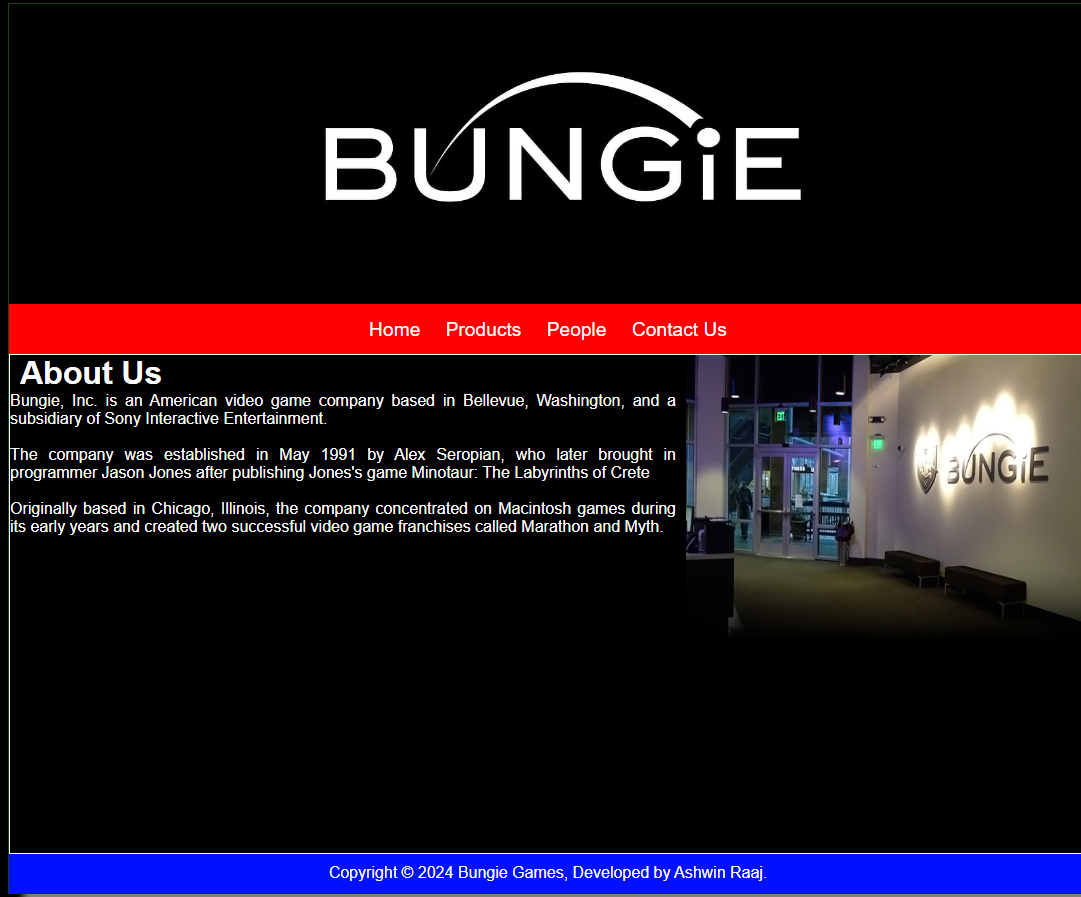 BUNGiE
Home Products People Contact Us
About Us
Bungie, Inc. is an American video game company based in Bellevue, Washington, and a
subsidiary of Sony Interactive Entertainment.
The company was established in May 1991 by Alex Seropian, who later brought in
programmer Jason Jones after publishing Jones's game Minotaur: The Labyrinths of Crete
Originally based in Chicago, Illinois, the company concentrated on Macintosh games during
its early years and created two successful video game franchises called Marathon and Myth.
EXIT
BUNGiE
Copyright © 2024 Bungie Games, Developed by Ashwin Raaj.